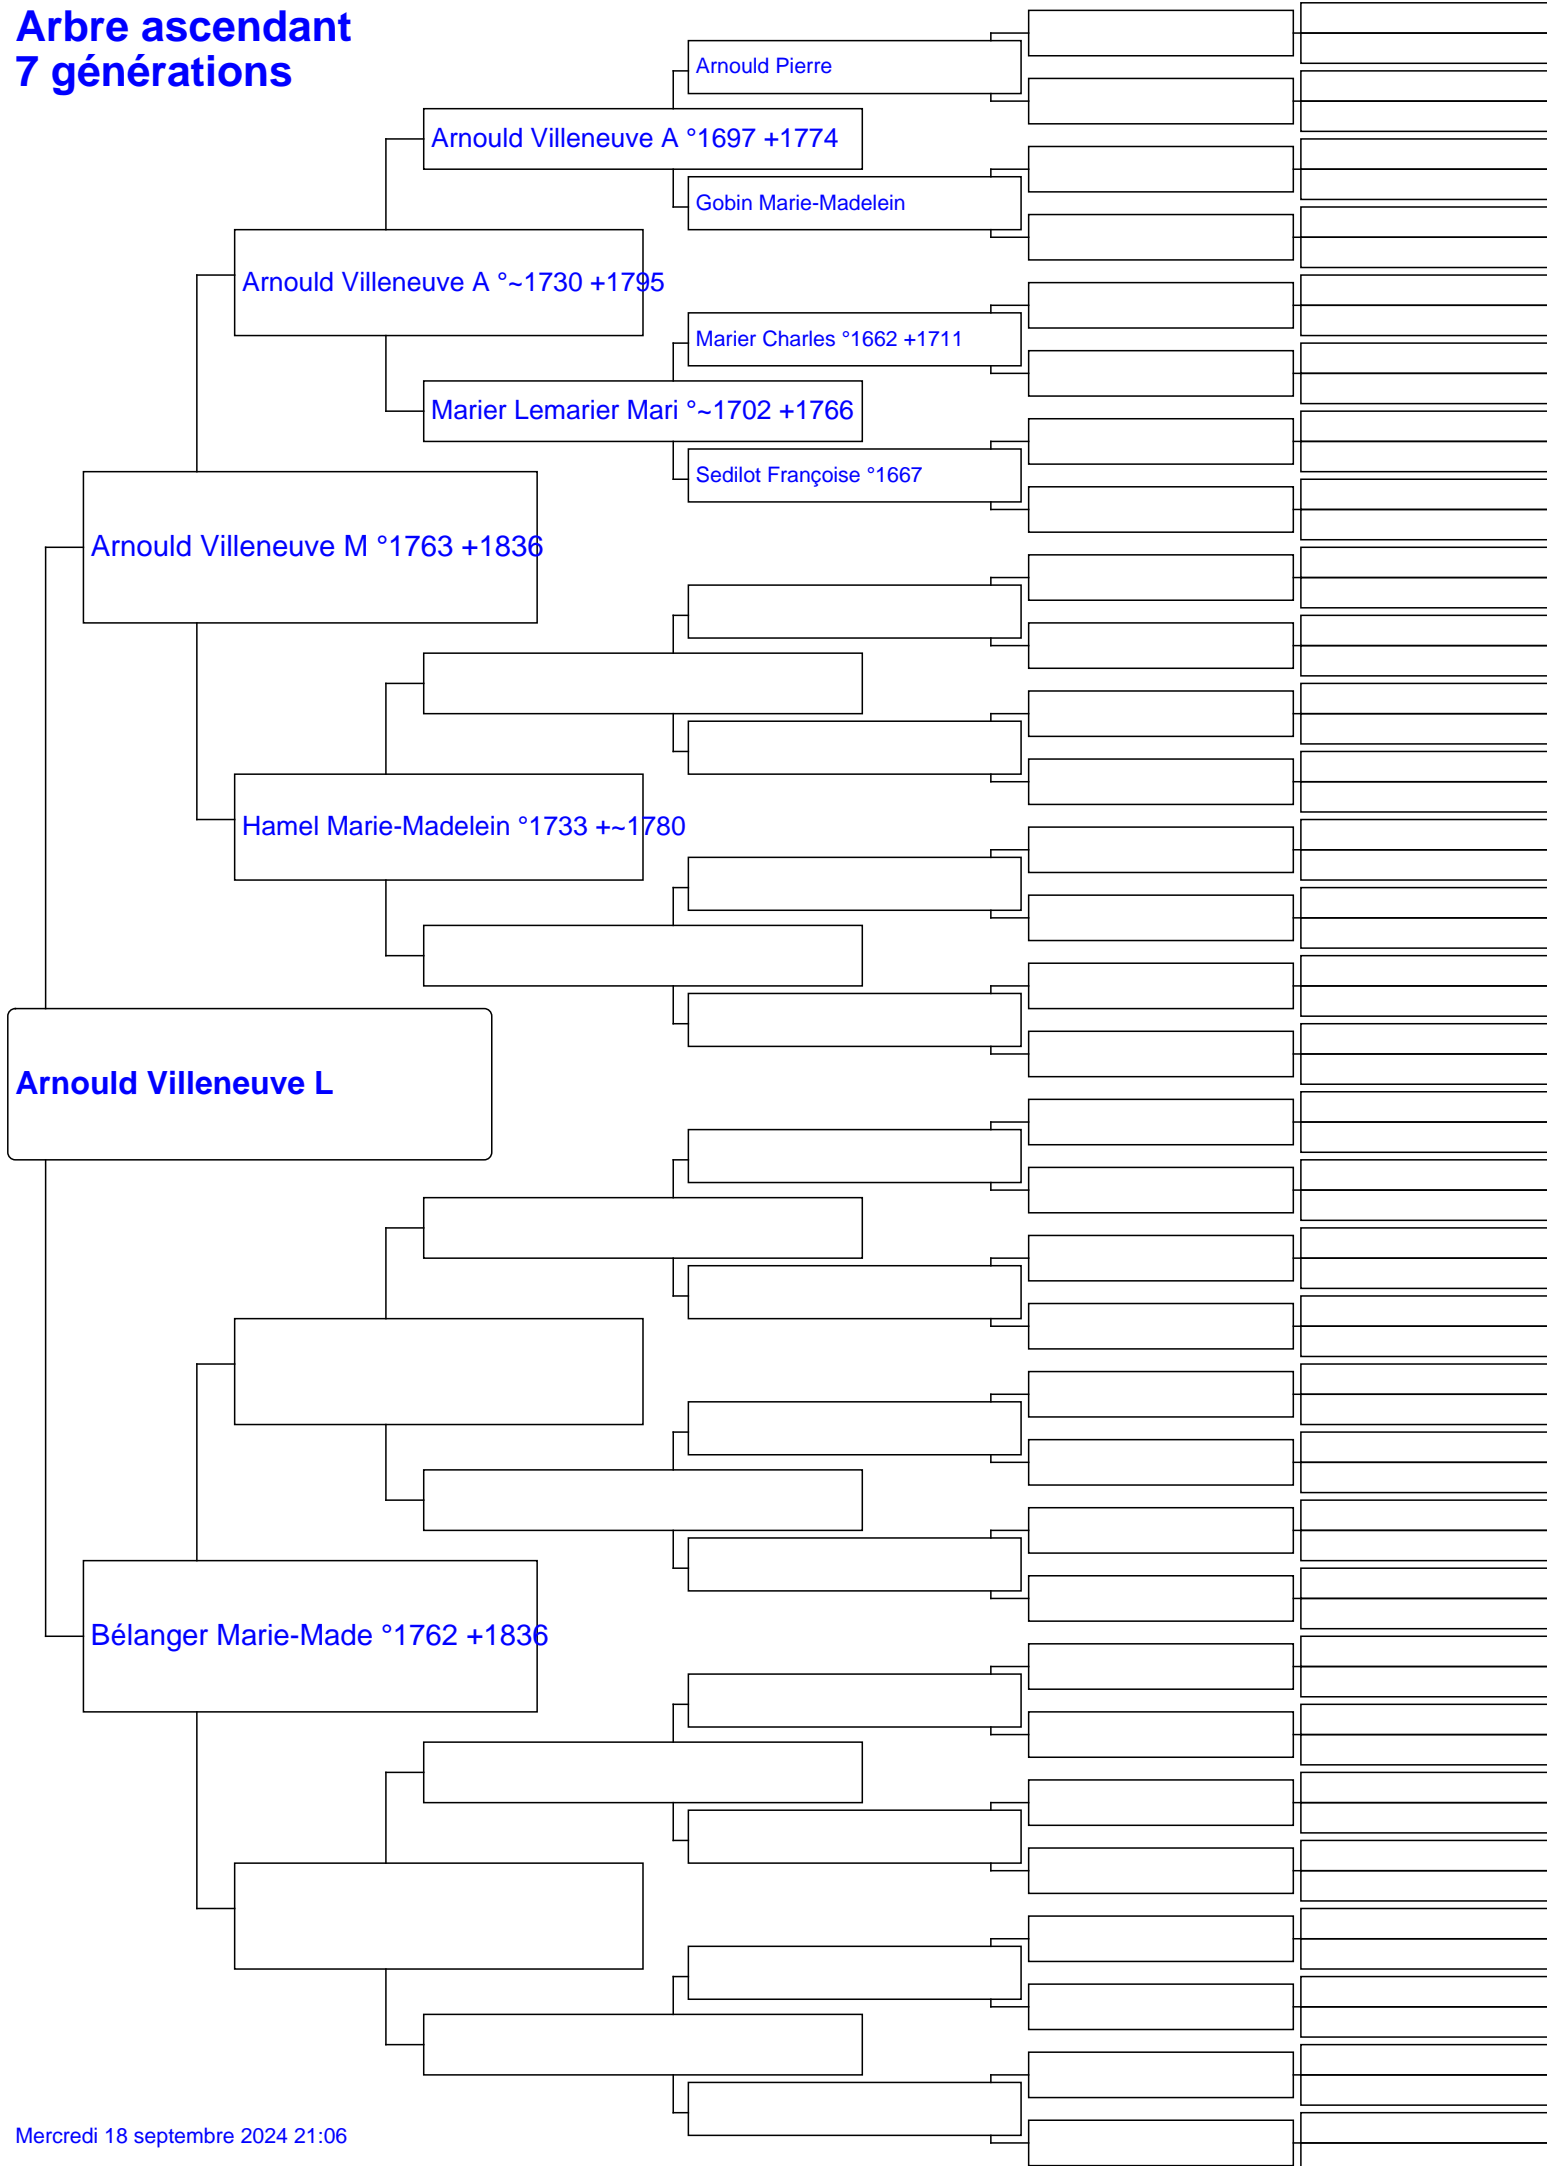 Arbre ascendant
7 générations
Arnould Pierre
Arnould Villeneuve A °1697 +1774
Gobin Marie-Madelein
Arnould Villeneuve A °~1730 +1795
Marier Charles °1662 +1711
Marier Lemarier Mari °~1702 +1766
Sedilot Françoise °1667
Arnould Villeneuve M °1763 +1836
Hamel Marie-Madelein °1733 +~1780
Arnould Villeneuve L
Bélanger Marie-Made °1762 +1836
Mercredi 18 septembre 2024 21:06